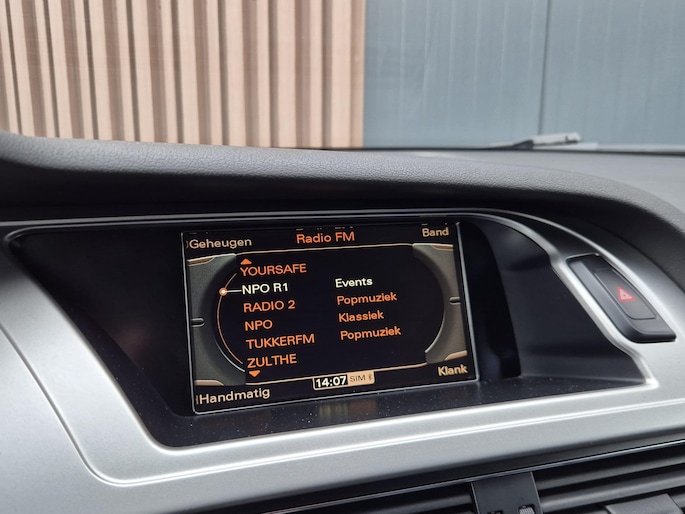 Geheugen Radio FM Band
YOURSAFE
NPO R1 Events
RADIO 2 Popmuziek
NPO Klassiek
TUKKERFM Popmuziek
ZULTHE
Handmatig 14:07 SIM Klank